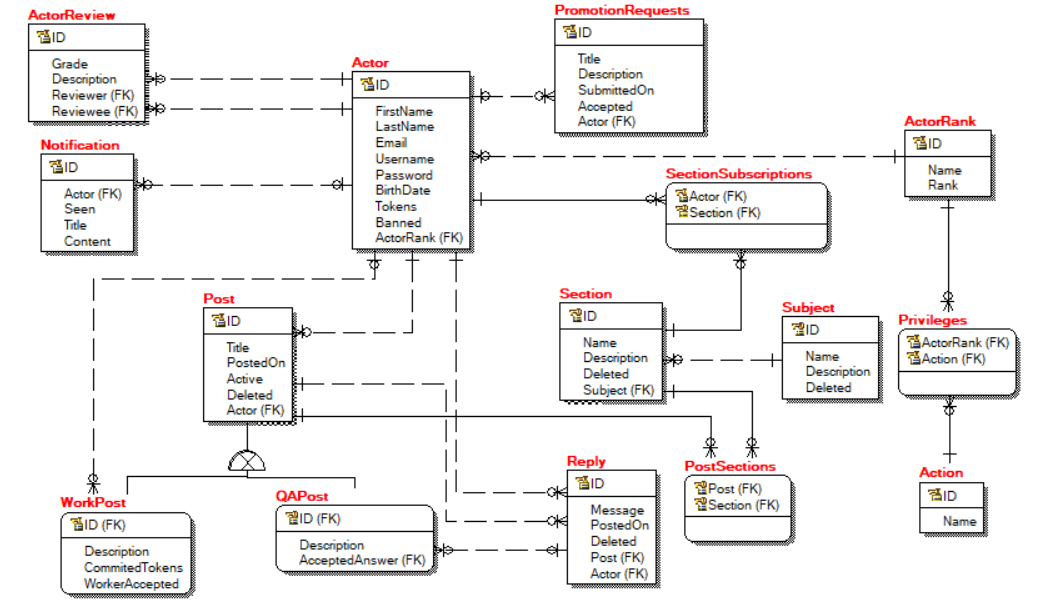 ActorReview
ID
Grade
Description
Reviewer (FK)
Reviewee (FK)
PromotionRequests
ID
Title
Description
SubmittedOn
Accepted
Actor (FK)
Actor
ID
FirstName
LastName
Email
Username
Password
BirthDate
Tokens
Banned
ActorRank (FK)
ActorRank
ID
Name
Rank
Notification
ID
Actor (FK)
Seen
Title
Content
SectionSubscriptions
Actor (FK)
Section (FK)
Post
ID
Title
PostedOn
Active
Deleted
Actor (FK)
Section
ID
Name
Description
Deleted
Subject (FK)
Subject
ID
Name
Description
Deleted
Privileges
ActorRank (FK)
Action (FK)
WorkPost
ID (FK)
Description
CommitedTokens
WorkerAccepted
QAPost
ID (FK)
Description
AcceptedAnswer (FK)
Reply
ID
Message
PostedOn
Deleted
Post (FK)
Actor (FK)
PostSections
Post (FK)
Section (FK)
Action
ID
Name